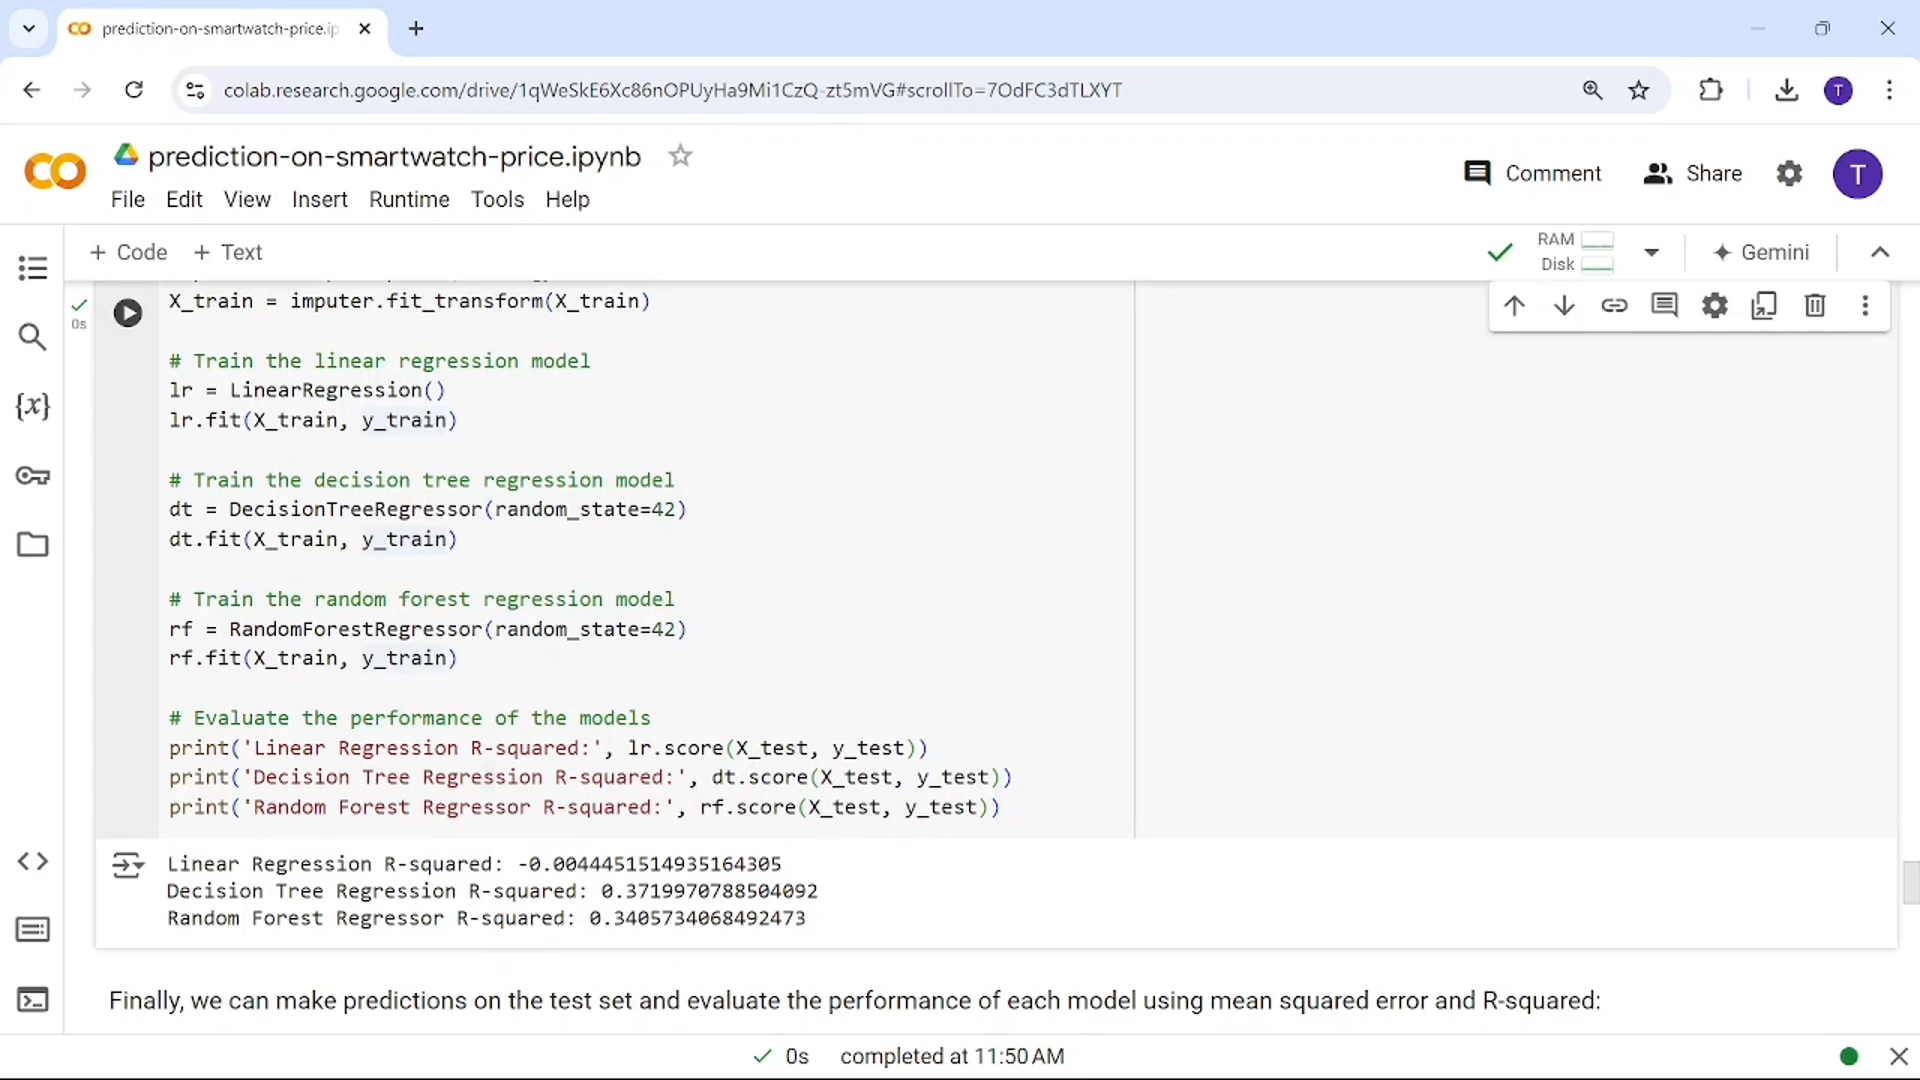 prediction-on-smartwatch-price.ip
colab.research.google.com/drive/1qWeSkE6Xc86nOPUyHa9Mi1CzQ-zt5mVG#scrollTo=7OdFC3dTLXYT
T
prediction-on-smartwatch-price.ipynb
Comment
Share
T
File Edit View Insert Runtime Tools Help
+ Code + Text
RAM
Disk
Gemini
0s
X_train = imputer.fit_transform(X_train)
# Train the linear regression model
lr = LinearRegression()
lr.fit(X_train, y_train)
# Train the decision tree regression model
dt = DecisionTreeRegressor(random_state=42)
dt.fit(X_train, y_train)
# Train the random forest regression model
rf = RandomForestRegressor(random_state=42)
rf.fit(X_train, y_train)
# Evaluate the performance of the models
print('Linear Regression R-squared:', lr.score(X_test, y_test))
print('Decision Tree Regression R-squared:', dt.score(X_test, y_test))
print('Random Forest Regressor R-squared:', rf.score(X_test, y_test))
Linear Regression R-squared: -0.0044451514935164305
Decision Tree Regression R-squared: 0.3719970788504092
Random Forest Regressor R-squared: 0.3405734068492473
Finally, we can make predictions on the test set and evaluate the performance of each model using mean squared error and R-squared:
0s completed at 11:50 AM